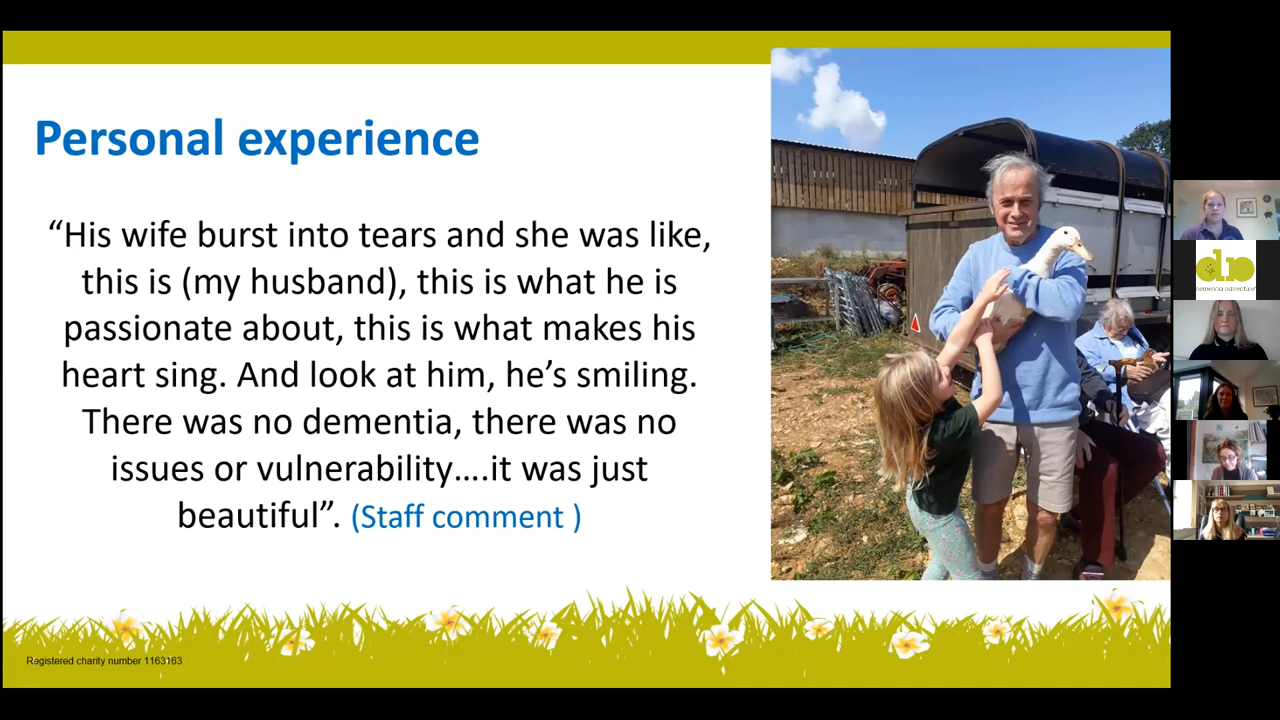 Personal experience
“His wife burst into tears and she was like,
this is (my husband), this is what he is
passionate about, this is what makes his
heart sing. And look at him, he’s smiling.
There was no dementia, there was no
issues or vulnerability….it was just
beautiful”. (Staff comment )
Registered charity number 1163163
dementia adventure